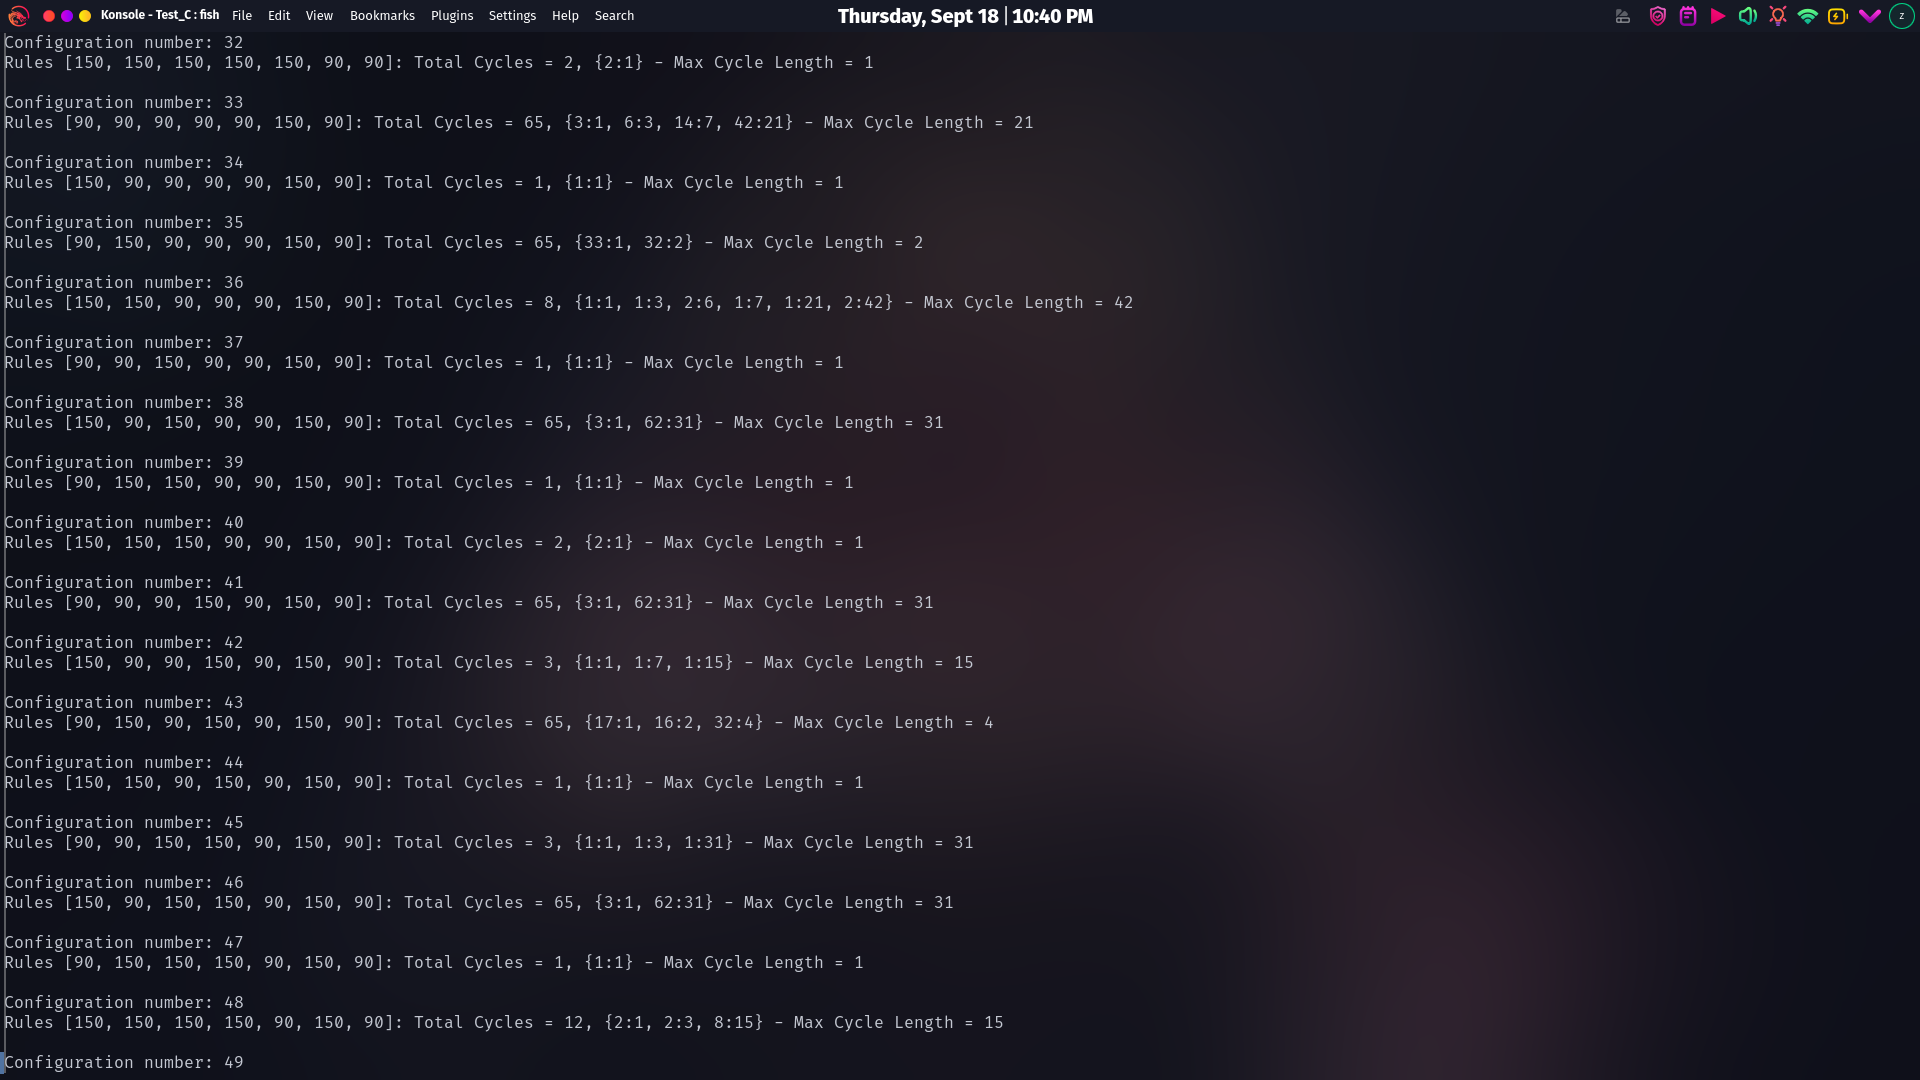 Konsole - Test_C : fish File Edit View Bookmarks Plugins Settings Help Search Thursday, Sept 18 | 10:40 PM z
Configuration number: 32
Rules [150, 150, 150, 150, 150, 90, 90]: Total Cycles = 2, {2:1} - Max Cycle Length = 1
Configuration number: 33
Rules [90, 90, 90, 90, 90, 150, 90]: Total Cycles = 65, {3:1, 6:3, 14:7, 42:21} - Max Cycle Length = 21
Configuration number: 34
Rules [150, 90, 90, 90, 90, 150, 90]: Total Cycles = 1, {1:1} - Max Cycle Length = 1
Configuration number: 35
Rules [90, 150, 90, 90, 90, 150, 90]: Total Cycles = 65, {33:1, 32:2} - Max Cycle Length = 2
Configuration number: 36
Rules [150, 150, 90, 90, 90, 150, 90]: Total Cycles = 8, {1:1, 1:3, 2:6, 1:7, 1:21, 2:42} - Max Cycle Length = 42
Configuration number: 37
Rules [90, 90, 150, 90, 90, 150, 90]: Total Cycles = 1, {1:1} - Max Cycle Length = 1
Configuration number: 38
Rules [150, 90, 150, 90, 90, 150, 90]: Total Cycles = 65, {3:1, 62:31} - Max Cycle Length = 31
Configuration number: 39
Rules [90, 150, 150, 90, 90, 150, 90]: Total Cycles = 1, {1:1} - Max Cycle Length = 1
Configuration number: 40
Rules [150, 150, 150, 90, 90, 150, 90]: Total Cycles = 2, {2:1} - Max Cycle Length = 1
Configuration number: 41
Rules [90, 90, 90, 150, 90, 150, 90]: Total Cycles = 65, {3:1, 62:31} - Max Cycle Length = 31
Configuration number: 42
Rules [150, 90, 90, 150, 90, 150, 90]: Total Cycles = 3, {1:1, 1:7, 1:15} - Max Cycle Length = 15
Configuration number: 43
Rules [90, 150, 90, 150, 90, 150, 90]: Total Cycles = 65, {17:1, 16:2, 32:4} - Max Cycle Length = 4
Configuration number: 44
Rules [150, 150, 90, 150, 90, 150, 90]: Total Cycles = 1, {1:1} - Max Cycle Length = 1
Configuration number: 45
Rules [90, 90, 150, 150, 90, 150, 90]: Total Cycles = 3, {1:1, 1:3, 1:31} - Max Cycle Length = 31
Configuration number: 46
Rules [150, 90, 150, 150, 90, 150, 90]: Total Cycles = 65, {3:1, 62:31} - Max Cycle Length = 31
Configuration number: 47
Rules [90, 150, 150, 150, 90, 150, 90]: Total Cycles = 1, {1:1} - Max Cycle Length = 1
Configuration number: 48
Rules [150, 150, 150, 150, 90, 150, 90]: Total Cycles = 12, {2:1, 2:3, 8:15} - Max Cycle Length = 15
Configuration number: 49